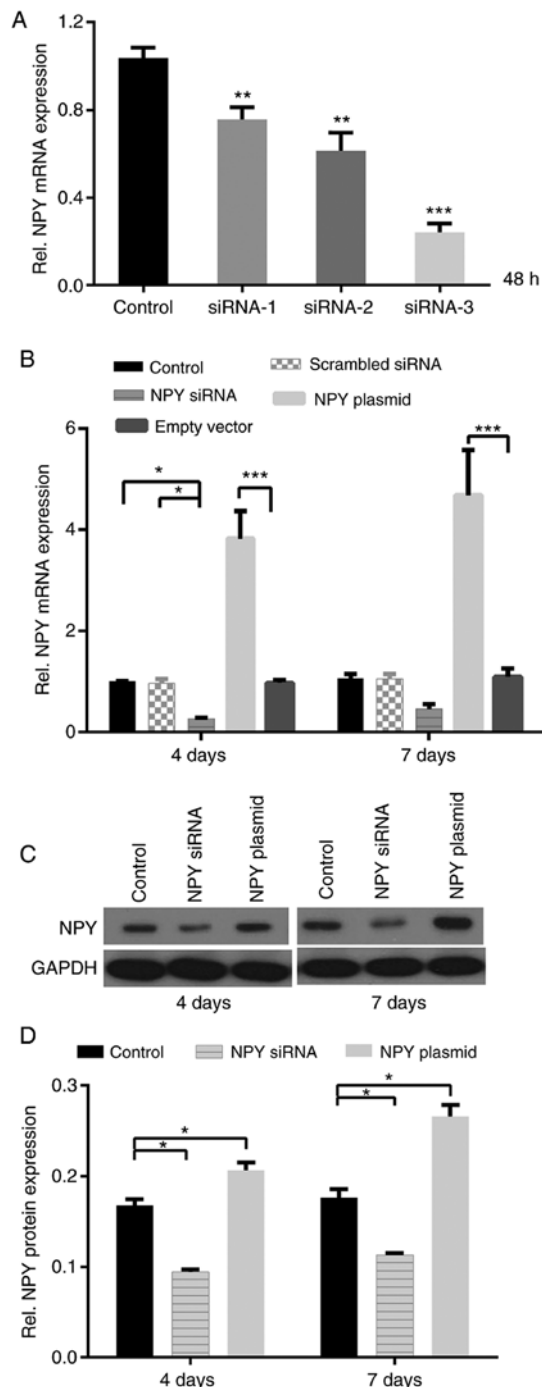 A
Rel. NPY mRNA expression
1.2
0.8
0.4
0.0
**
**
***
Control siRNA-1 siRNA-2 siRNA-3
48 h
B
Control
Scrambled siRNA
NPY siRNA
NPY plasmid
Empty vector
Rel. NPY mRNA expression
6
4
2
0
*
*
***
***
4 days 7 days
C
Control
NPY siRNA
NPY plasmid
Control
NPY siRNA
NPY plasmid
NPY
GAPDH
4 days 7 days
D
Control NPY siRNA NPY plasmid
Rel. NPY protein expression
0.3
0.2
0.1
0.0
*
*
*
*
4 days 7 days